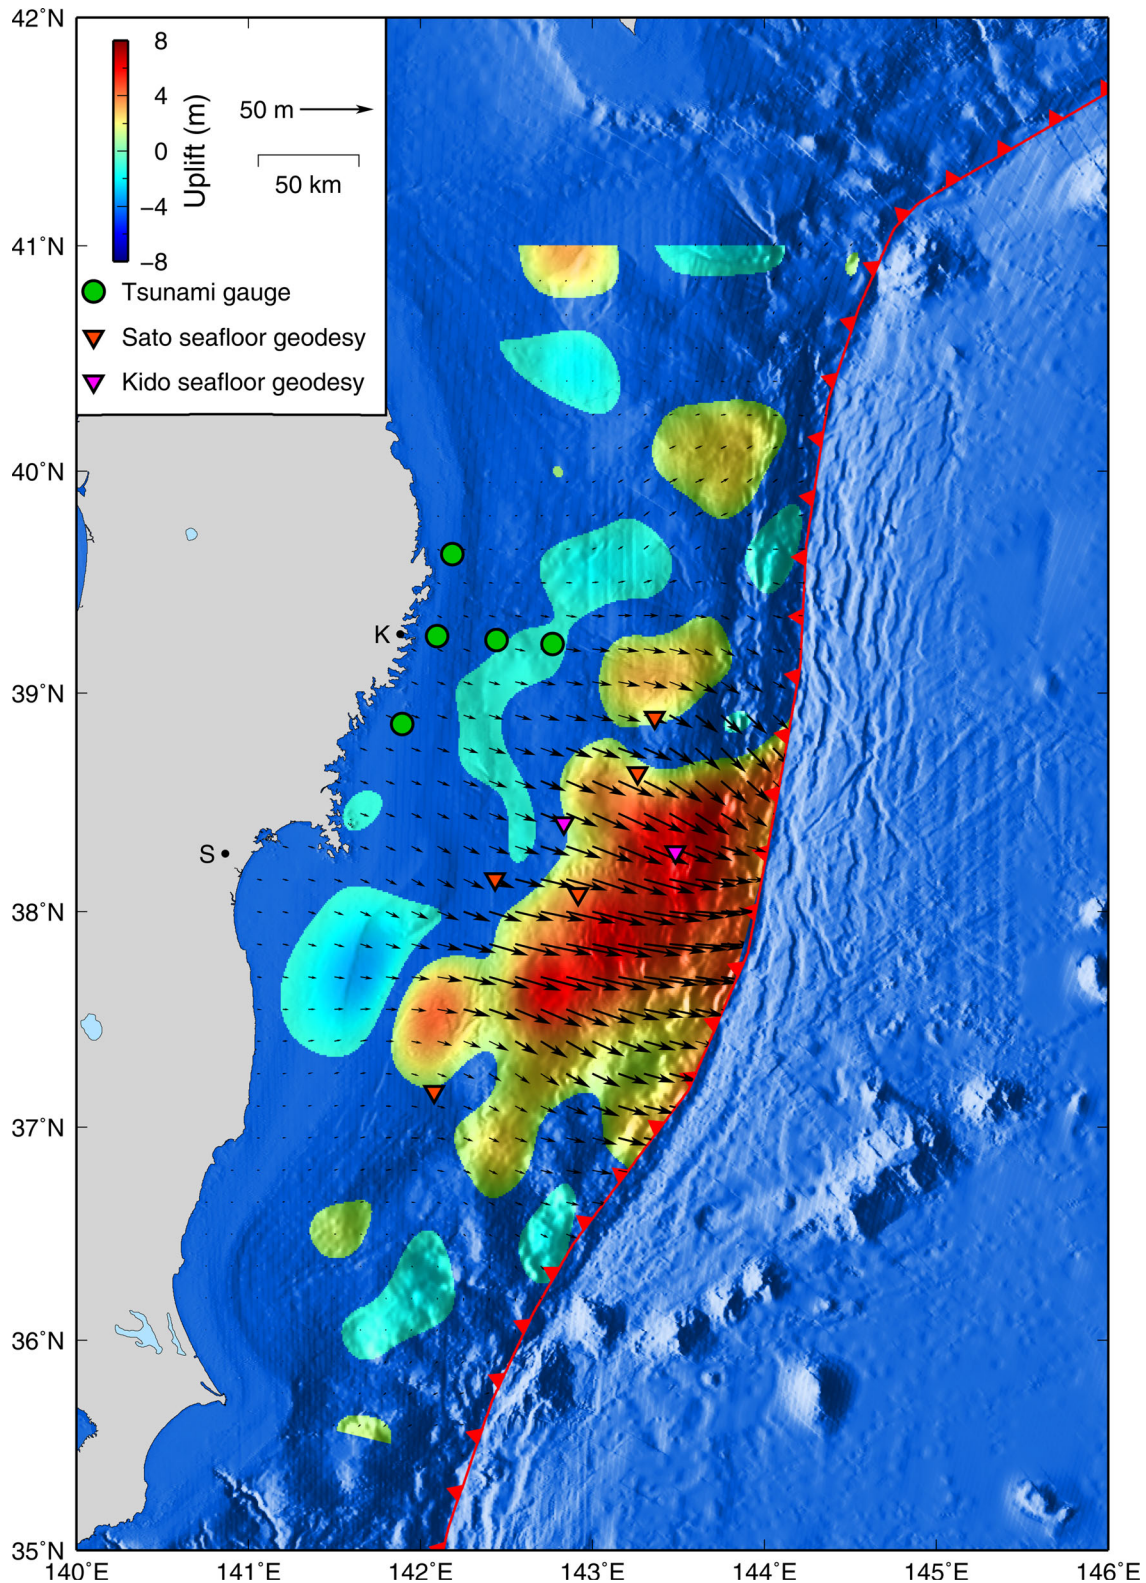 42˚N
8
4
0
−4
−8
Uplift (m)
50 m
50 km
Tsunami gauge
Sato seafloor geodesy
Kido seafloor geodesy
41˚N
40˚N
K
39˚N
S
38˚N
37˚N
36˚N
35˚N
140˚E 141˚E 142˚E 143˚E 144˚E 145˚E 146˚E